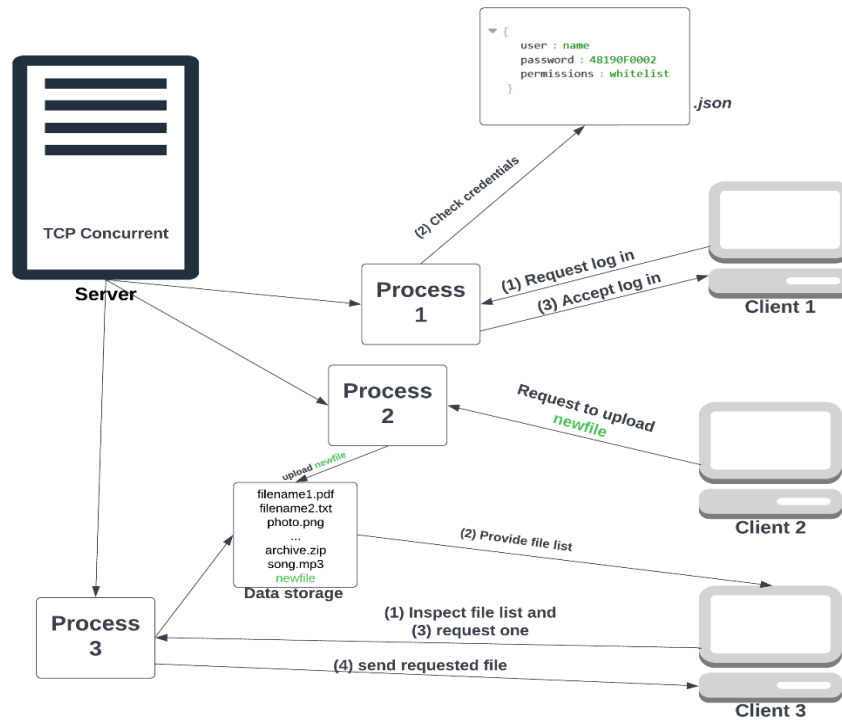 {
user : name
password : 48190F0002
permissions : whitelist
}
.json
TCP Concurrent
Server
(2) Check credentials
Process
1
(1) Request log in
(3) Accept log in
Client 1
Process
2
Request to upload
newfile
Client 2
upload newfile
filename1.pdf
filename2.txt
photo.png
...
archive.zip
song.mp3
newfile
Data storage
(2) Provide file list
Process
3
(1) Inspect file list and
(3) request one
(4) send requested file
Client 3